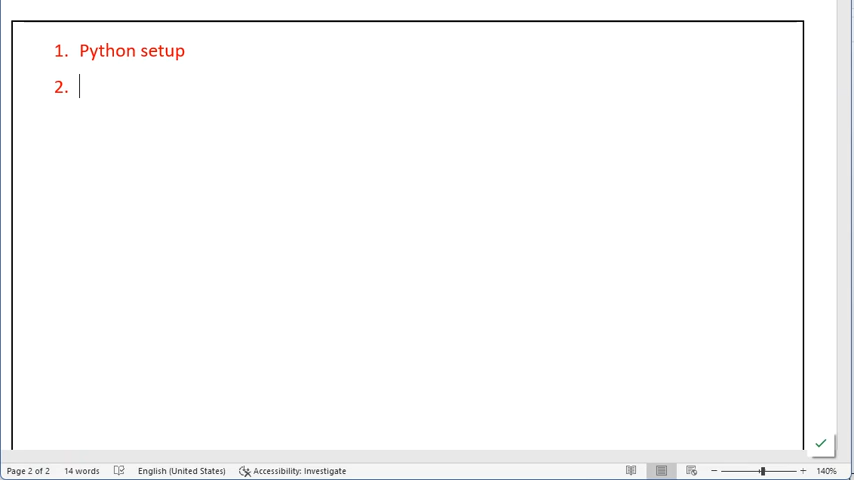 1. Python setup
2.
Page 2 of 2 14 words English (United States) Accessibility: Investigate 140%